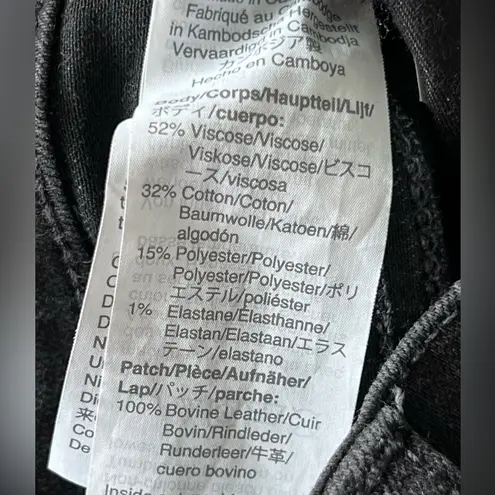 Fabriqué au
in Kambodscha
in Cambodja
Vervaardigd
カンボジア製
Hecho en Camboya
Body/Corps/Hauptteil/Lijf/
ボディ/cuerpo:
52% Viscose/Viscose/
Viskose/Viscose/ビスコ
ース/viscosa
32% Cotton/Coton/
Baumwolle/Katoen/綿/
algodón
15% Polyester/Polyester/
Polyester/Polyester/ポリ
エステル/poliéster
1% Elastane/Élasthanne/
Elastan/Elastaan/エラス
テーン/elastano
Patch/Pièce/Aufnäher/
Lap/パッチ/parche:
100% Bovine Leather/Cuir
Bovin/Rindleder/
Runderleer/牛革/
cuero bovino